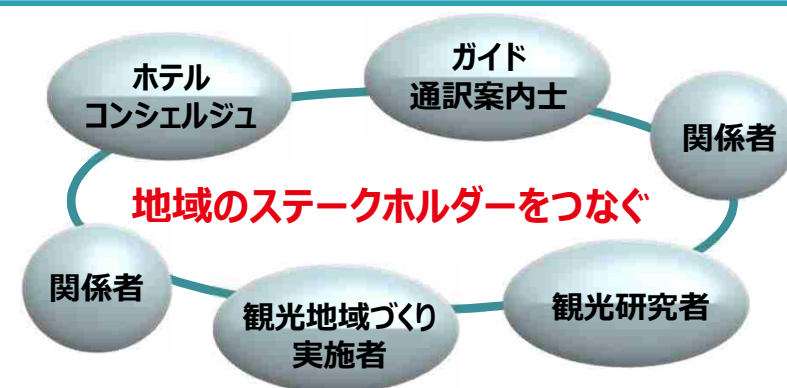 ホテル
コンシェルジュ
ガイド
通訳案内士
関係者
地域のステークホルダーをつなぐ
関係者
観光地域づくり
実施者
観光研究者